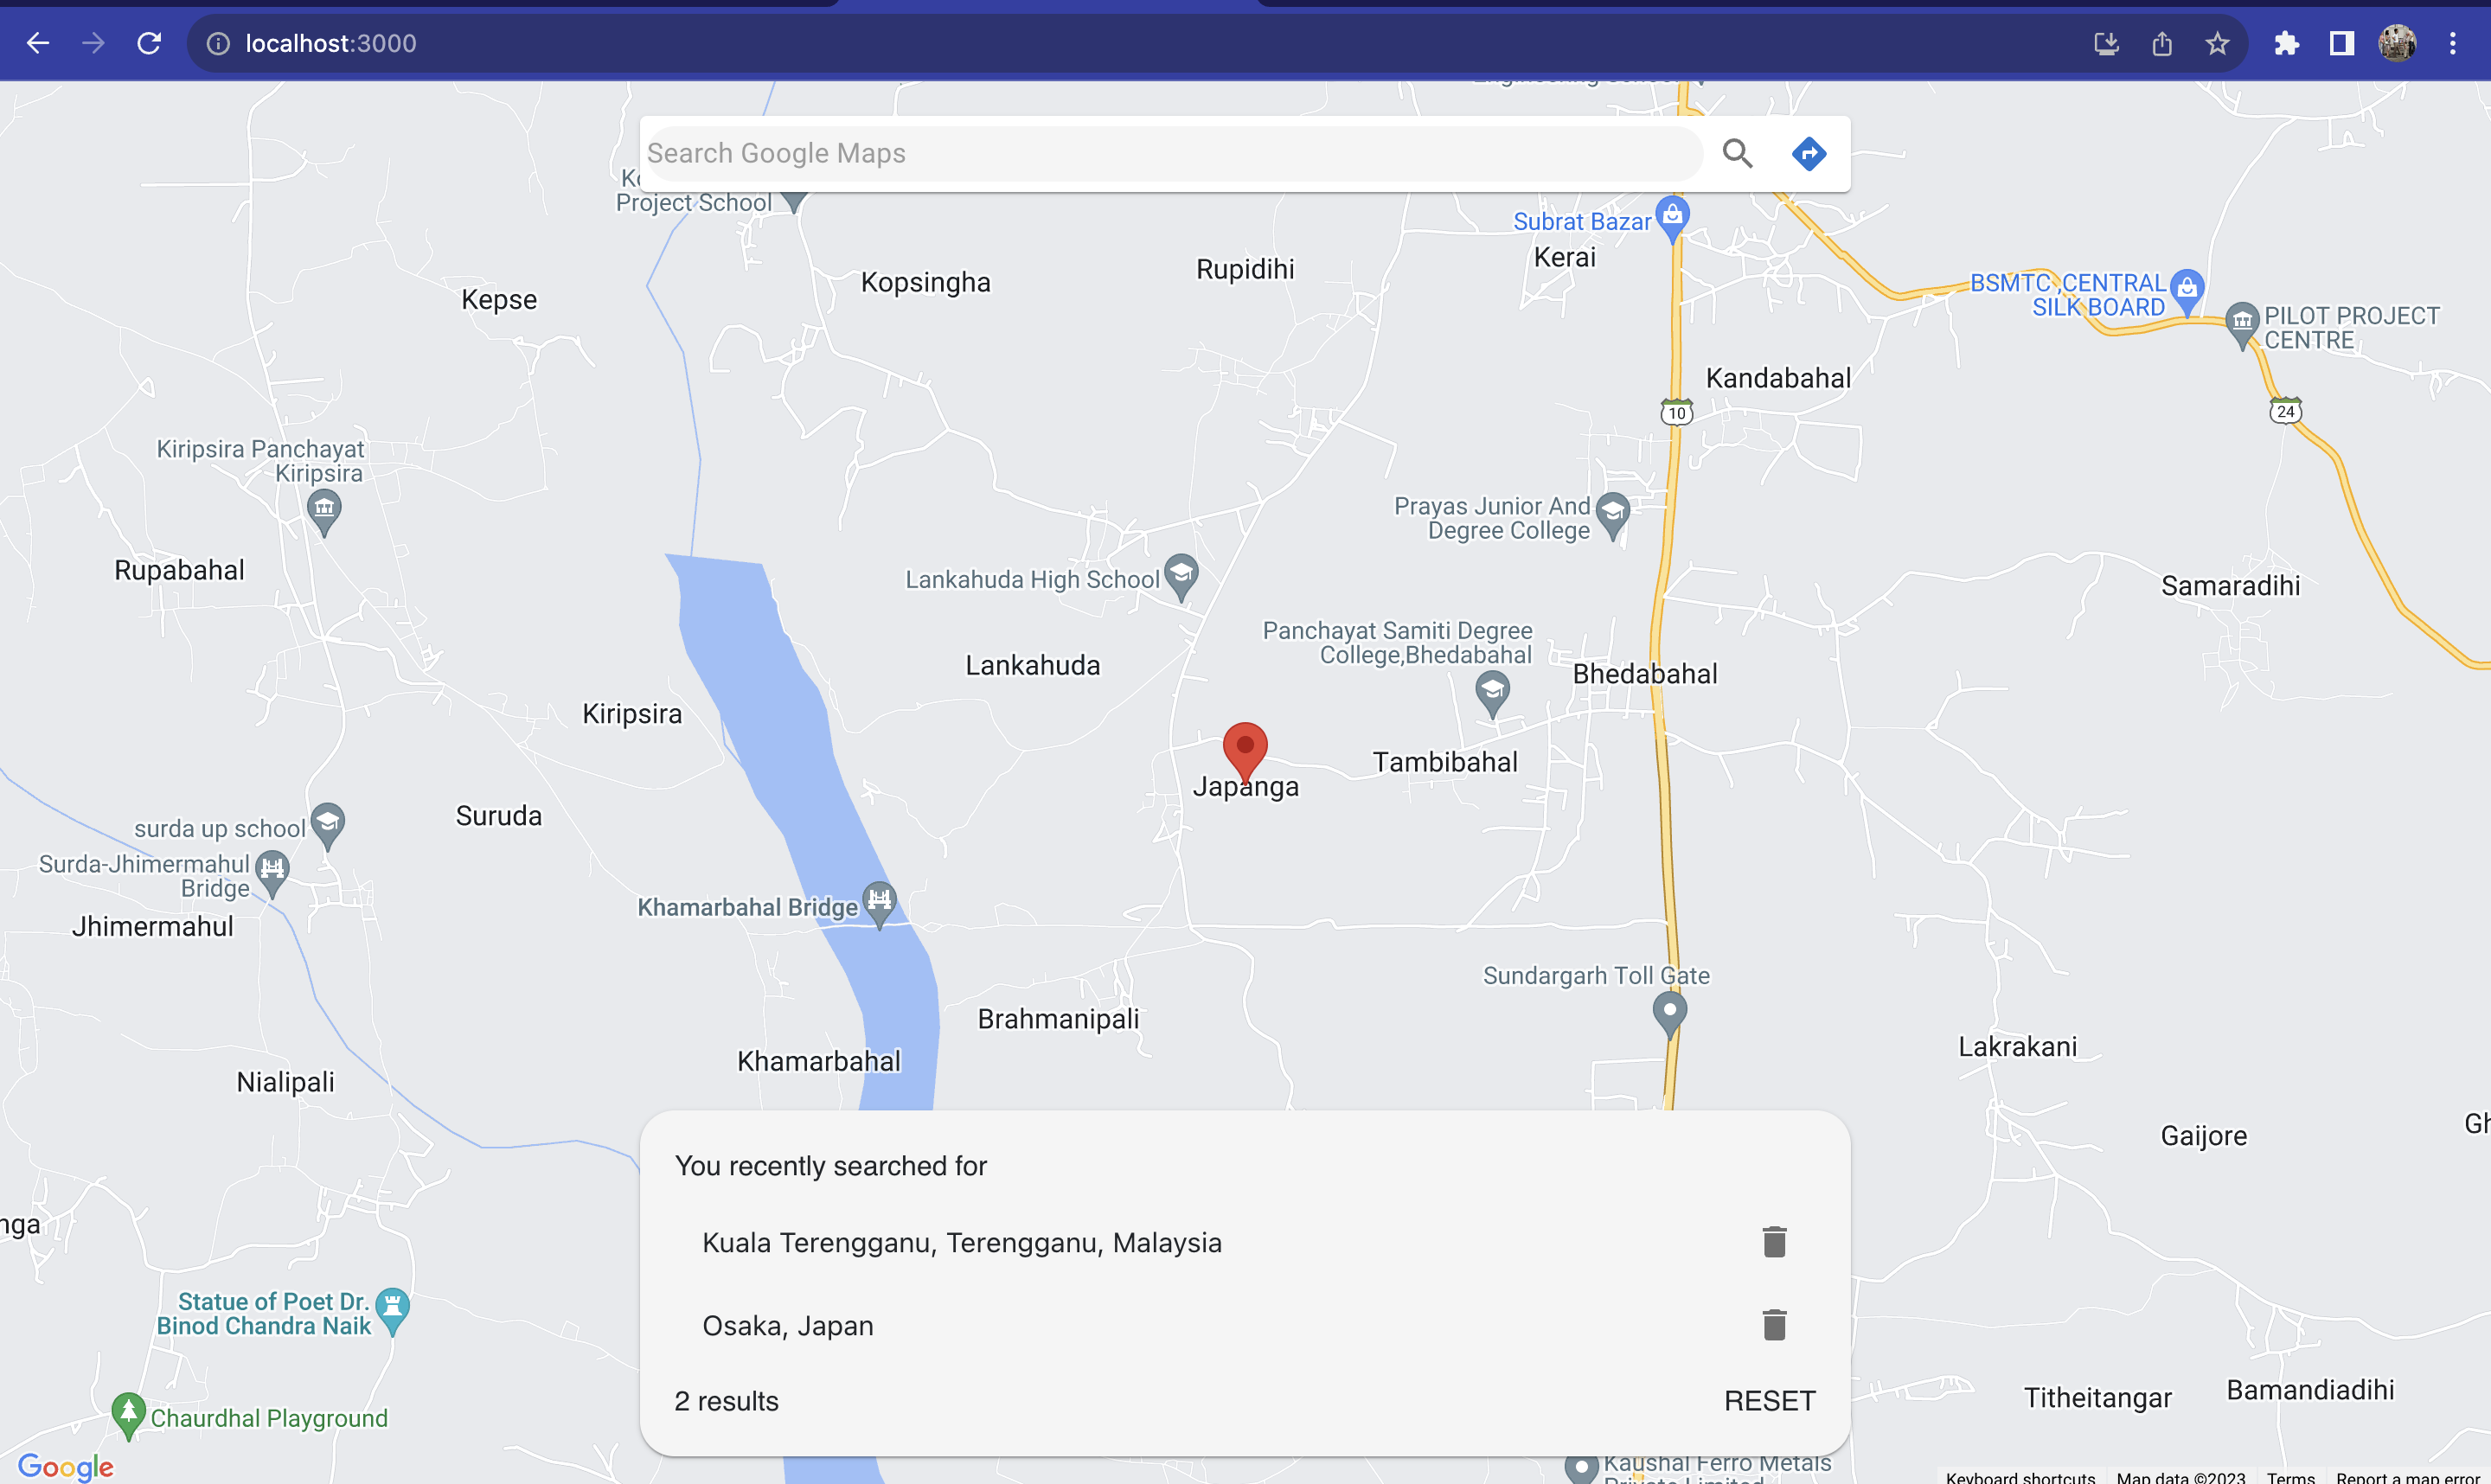 localhost:3000
Search Google Maps
Project School
Subrat Bazar
Kerai
Rupidihi
Kopsingha
Kepse
BSMTC ,CENTRAL
SILK BOARD
PILOT PROJECT
CENTRE
Kandabahal
10
24
Kiripsira Panchayat
Kiripsira
Prayas Junior And
Degree College
Rupabahal
Lankahuda High School
Samaradihi
Panchayat Samiti Degree
College,Bhedabahal
Lankahuda
Bhedabahal
Kiripsira
Tambibahal
Japanga
Suruda
surda up school
Surda-Jhimermahul
Bridge
Khamarbahal Bridge
Jhimermahul
Sundargarh Toll Gate
Brahmanipali
Lakrakani
Khamarbahal
Nialipali
Gaijore
You recently searched for
Kuala Terengganu, Terengganu, Malaysia
Osaka, Japan
2 results
RESET
Statue of Poet Dr.
Binod Chandra Naik
Chaurdhal Playground
Titheitangar
Bamandiadihi
Kaushal Ferro Metals
Google
Keyboard shortcuts
Map data ©2023
Terms
Report a map error